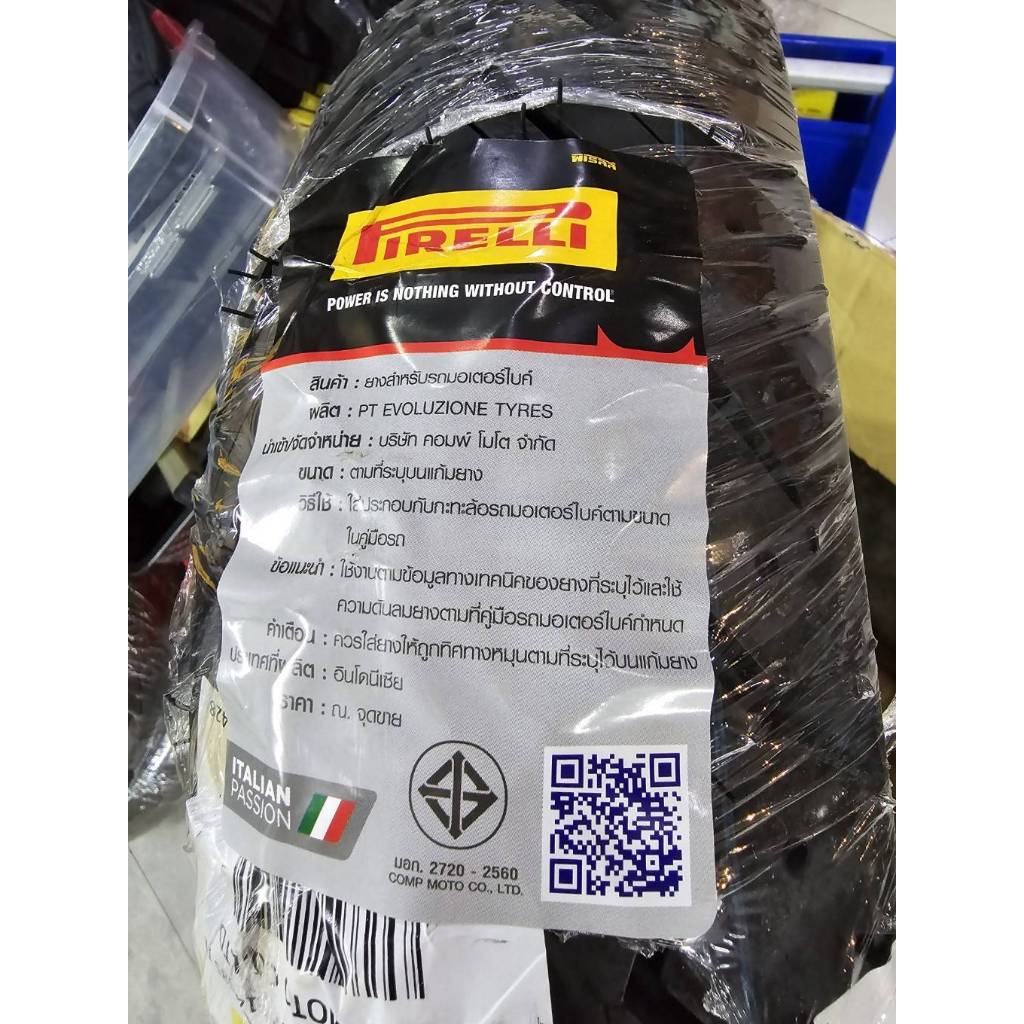 พิเรลลี
PIRELLI
POWER IS NOTHING WITHOUT CONTROL
สินค้า : ยางสำหรับรถมอเตอร์ไบค์
ผลิต : PT EVOLUZIONE TYRES
นำเข้า/จัดจำหน่าย : บริษัท คอมพ์ โมโต จำกัด
ขนาด : ตามที่ระบุบนแก้มยาง
วิธีใช้ : ใส่ประกอบกับกะทะล้อรถมอเตอร์ไบค์ตามขนาด
ในคู่มือรถ
ข้อแนะนำ : ใช้งานตามข้อมูลทางเทคนิคของยางที่ระบุไว้และใช้
ความดันลมยางตามที่คู่มือรถมอเตอร์ไบค์กำหนด
คำเตือน : ควรใส่ยางให้ถูกทิศทางหมุนตามที่ระบุไว้บนแก้มยาง
ประเทศที่ผลิต : อินโดนีเซีย
ราคา : ณ. จุดขาย
428
ITALIAN
PASSION
มอก. 2720 - 2560
COMP MOTO CO., LTD.